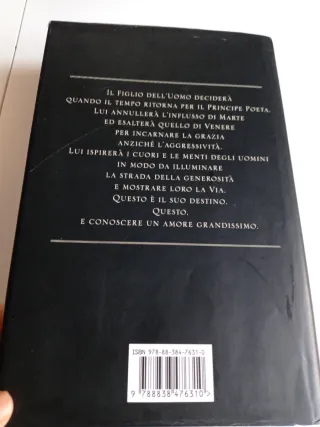 Il Figlio dell'Uomo deciderà
quando il tempo ritorna per il Principe Poeta.
Lui annullerà l'influsso di Marte
ed esalterà quello di Venere
per incarnare la grazia
anziché l'aggressività.
Lui ispirerà i cuori e le menti degli uomini
in modo da illuminare
la strada della generosità
e mostrare loro la Via.
Questo è il suo destino.
Questo,
e conoscere un amore grandissimo.
ISBN 978-88-384-7631-0
9 788838 476310